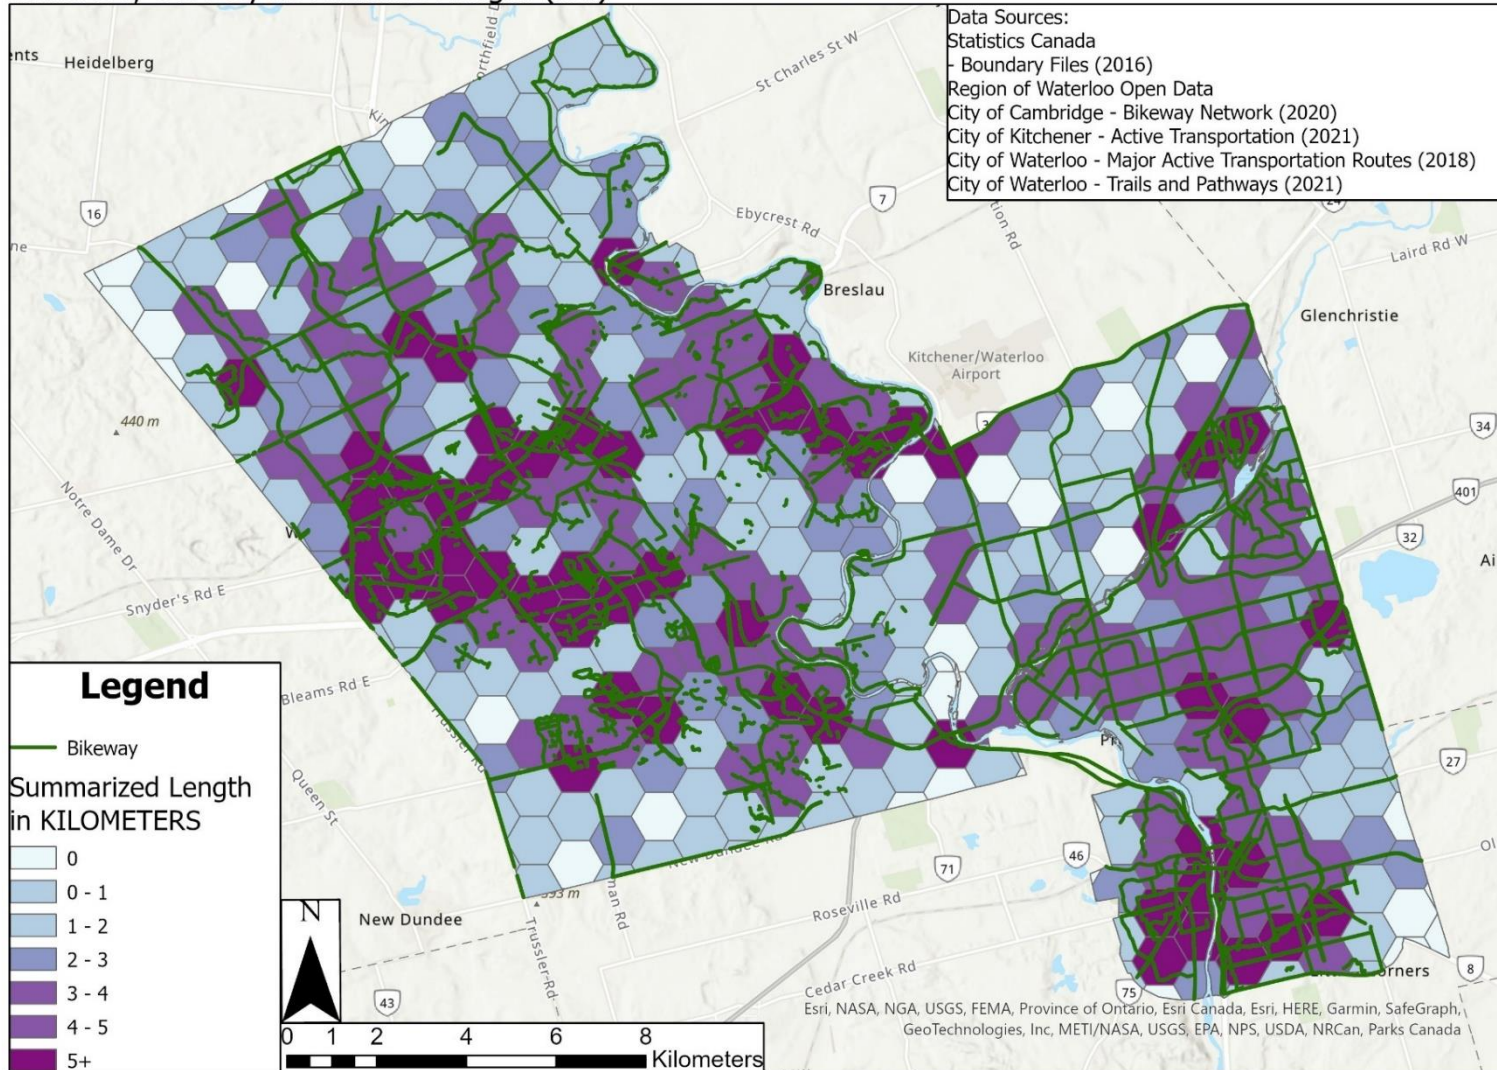 Data Sources:
Statistics Canada
- Boundary Files (2016)
Region of Waterloo Open Data
City of Cambridge - Bikeway Network (2020)
City of Kitchener - Active Transportation (2021)
City of Waterloo - Major Active Transportation Routes (2018)
City of Waterloo - Trails and Pathways (2021)
Heidelberg
St Charles St W
16
7
Ebycrest Rd
24
Laird Rd W
Breslau
Glenchristie
Kitchener/Waterloo
Airport
440 m
34
401
32
Notre Dame Dr
Snyder's Rd E
Bleams Rd E
Trussler Rd
Queen St
27
New Dundee Rd
71
46
Roseville Rd
New Dundee
Trussler Rd
Cedar Creek Rd
43
75
8
Legend
Bikeway
Summarized Length
in KILOMETERS
0
0 - 1
1 - 2
2 - 3
3 - 4
4 - 5
5+
N
0 1 2 4 6 8
Kilometers
Esri, NASA, NGA, USGS, FEMA, Province of Ontario, Esri Canada, Esri, HERE, Garmin, SafeGraph,
GeoTechnologies, Inc, METI/NASA, USGS, EPA, NPS, USDA, NRCan, Parks Canada